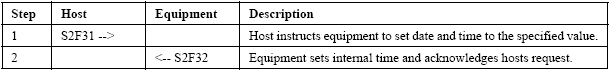 Step Host Equipment Description
1 S2F31 --> Host instructs equipment to set date and time to the specified value.
2 <-- S2F32 Equipment sets internal time and acknowledges hosts request.